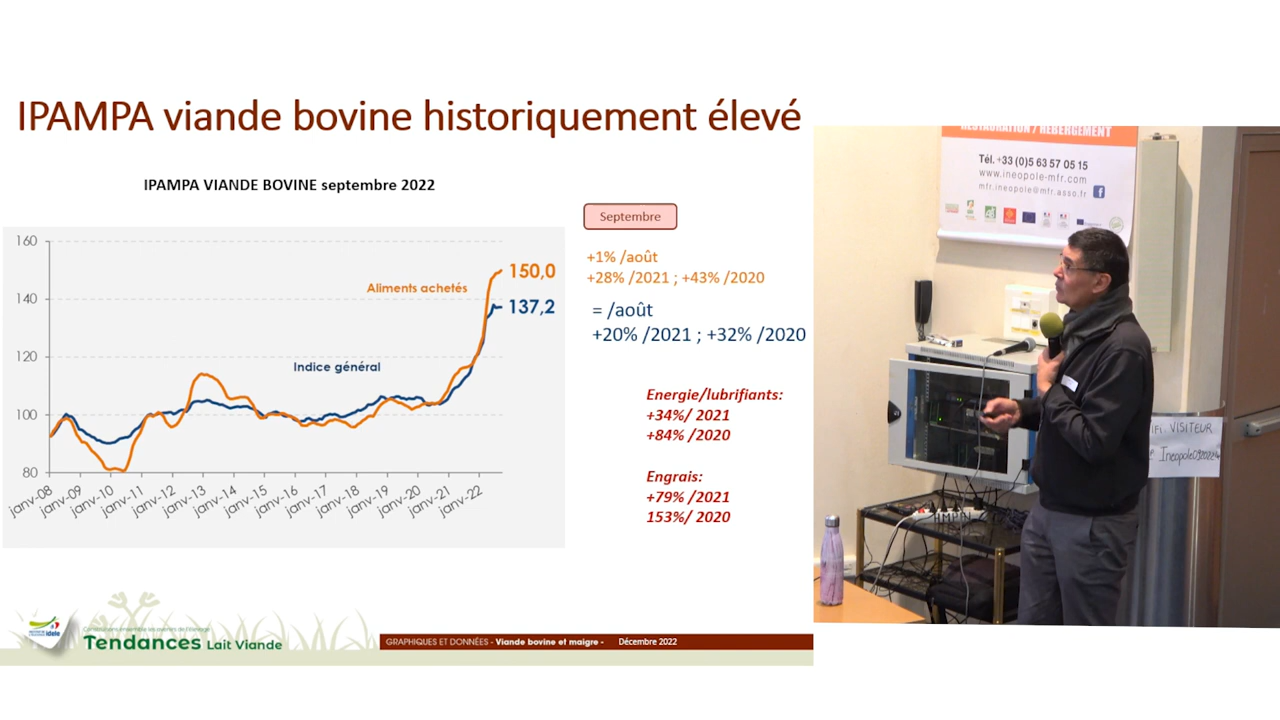 IPAMPA viande bovine historiquement élevé
IPAMPA VIANDE BOVINE septembre 2022
160
140
120
100
80
Aliments achetés
Indice général
150,0
137,2
janv-08
janv-09
janv-10
janv-11
janv-12
janv-13
janv-14
janv-15
janv-16
janv-17
janv-18
janv-19
janv-20
janv-21
janv-22
Septembre
+1% /août
+28% /2021 ; +43% /2020
= /août
+20% /2021 ; +32% /2020
Energie/lubrifiants:
+34%/ 2021
+84% /2020
Engrais:
+79% /2021
153%/ 2020
idele
Tendances Lait Viande
GRAPHIQUES ET DONNÉES - Viande bovine et maigre - Décembre 2022
RESTAURATION / HÉBERGEMENT
Tél. +33 (0)5 63 57 05 15
www.ineopole-mfr.com
mfr.ineopole@mfr.asso.fr
VISITEUR